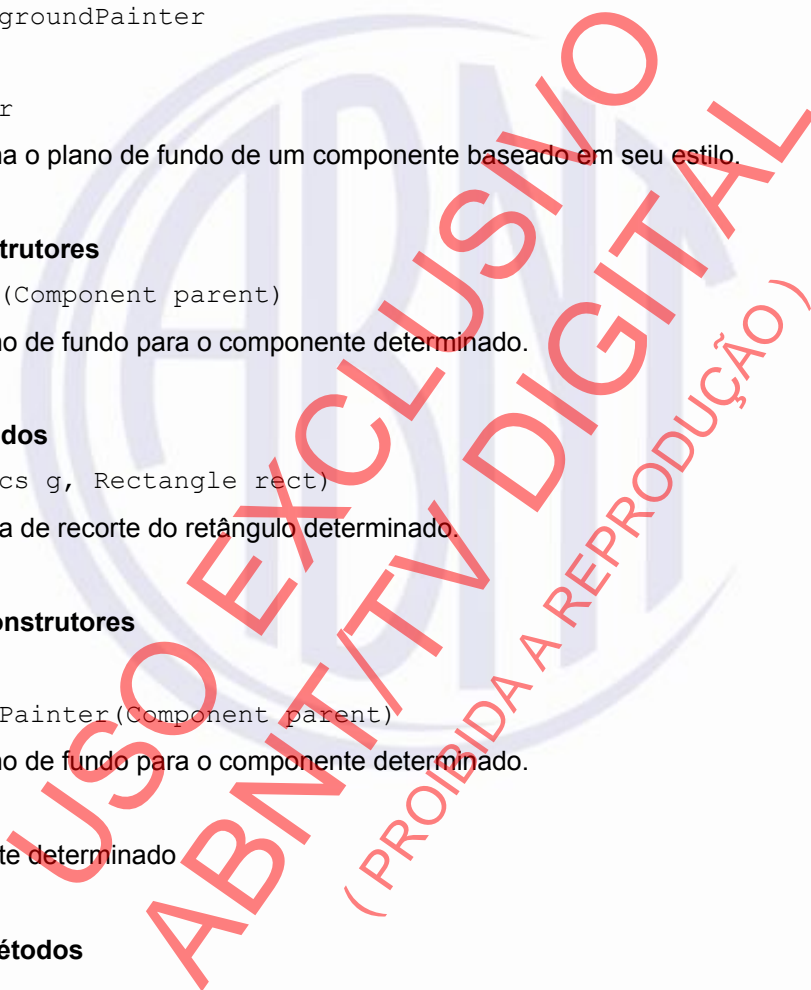 groundPainter
r
na o plano de fundo de um componente baseado em seu estilo.
trutores
(Component parent)
no de fundo para o componente determinado.
dos
cs g, Rectangle rect)
a de recorte do retângulo determinado.
onstrutores
Painter(Component parent)
no de fundo para o componente determinado.
te determinado
étodos
USO EXCLUSIVO
ABNT/TV DIGITAL
( PROIBIDA A REPRODUÇÃO )
ABNT